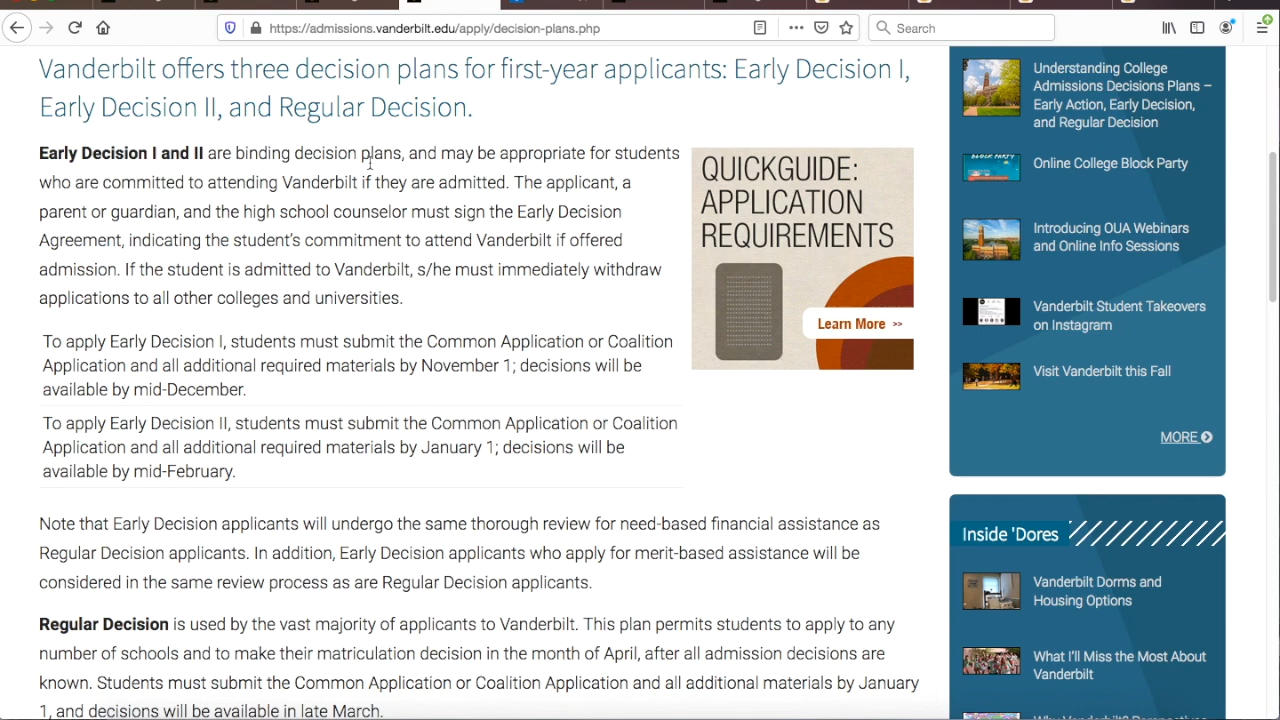 https://admissions.vanderbilt.edu/apply/decision-plans.php
Search
Vanderbilt offers three decision plans for first-year applicants: Early Decision I,
Early Decision II, and Regular Decision.
Early Decision I and II are binding decision plans, and may be appropriate for students
who are committed to attending Vanderbilt if they are admitted. The applicant, a
parent or guardian, and the high school counselor must sign the Early Decision
Agreement, indicating the student's commitment to attend Vanderbilt if offered
admission. If the student is admitted to Vanderbilt, s/he must immediately withdraw
applications to all other colleges and universities.
To apply Early Decision I, students must submit the Common Application or Coalition
Application and all additional required materials by November 1; decisions will be
available by mid-December.
To apply Early Decision II, students must submit the Common Application or Coalition
Application and all additional required materials by January 1; decisions will be
available by mid-February.
Note that Early Decision applicants will undergo the same thorough review for need-based financial assistance as
Regular Decision applicants. In addition, Early Decision applicants who apply for merit-based assistance will be
considered in the same review process as are Regular Decision applicants.
Regular Decision is used by the vast majority of applicants to Vanderbilt. This plan permits students to apply to any
number of schools and to make their matriculation decision in the month of April, after all admission decisions are
known. Students must submit the Common Application or Coalition Application and all additional materials by January
1, and decisions will be available in late March.
QUICKGUIDE:
APPLICATION
REQUIREMENTS
Learn More >>
Understanding College
Admissions Decisions Plans –
Early Action, Early Decision,
and Regular Decision
BLOCK PARTY
Online College Block Party
Introducing OUA Webinars
and Online Info Sessions
Vanderbilt Student Takeovers
on Instagram
Visit Vanderbilt this Fall
MORE
Inside 'Dores
Vanderbilt Dorms and
Housing Options
What I'll Miss the Most About
Vanderbilt